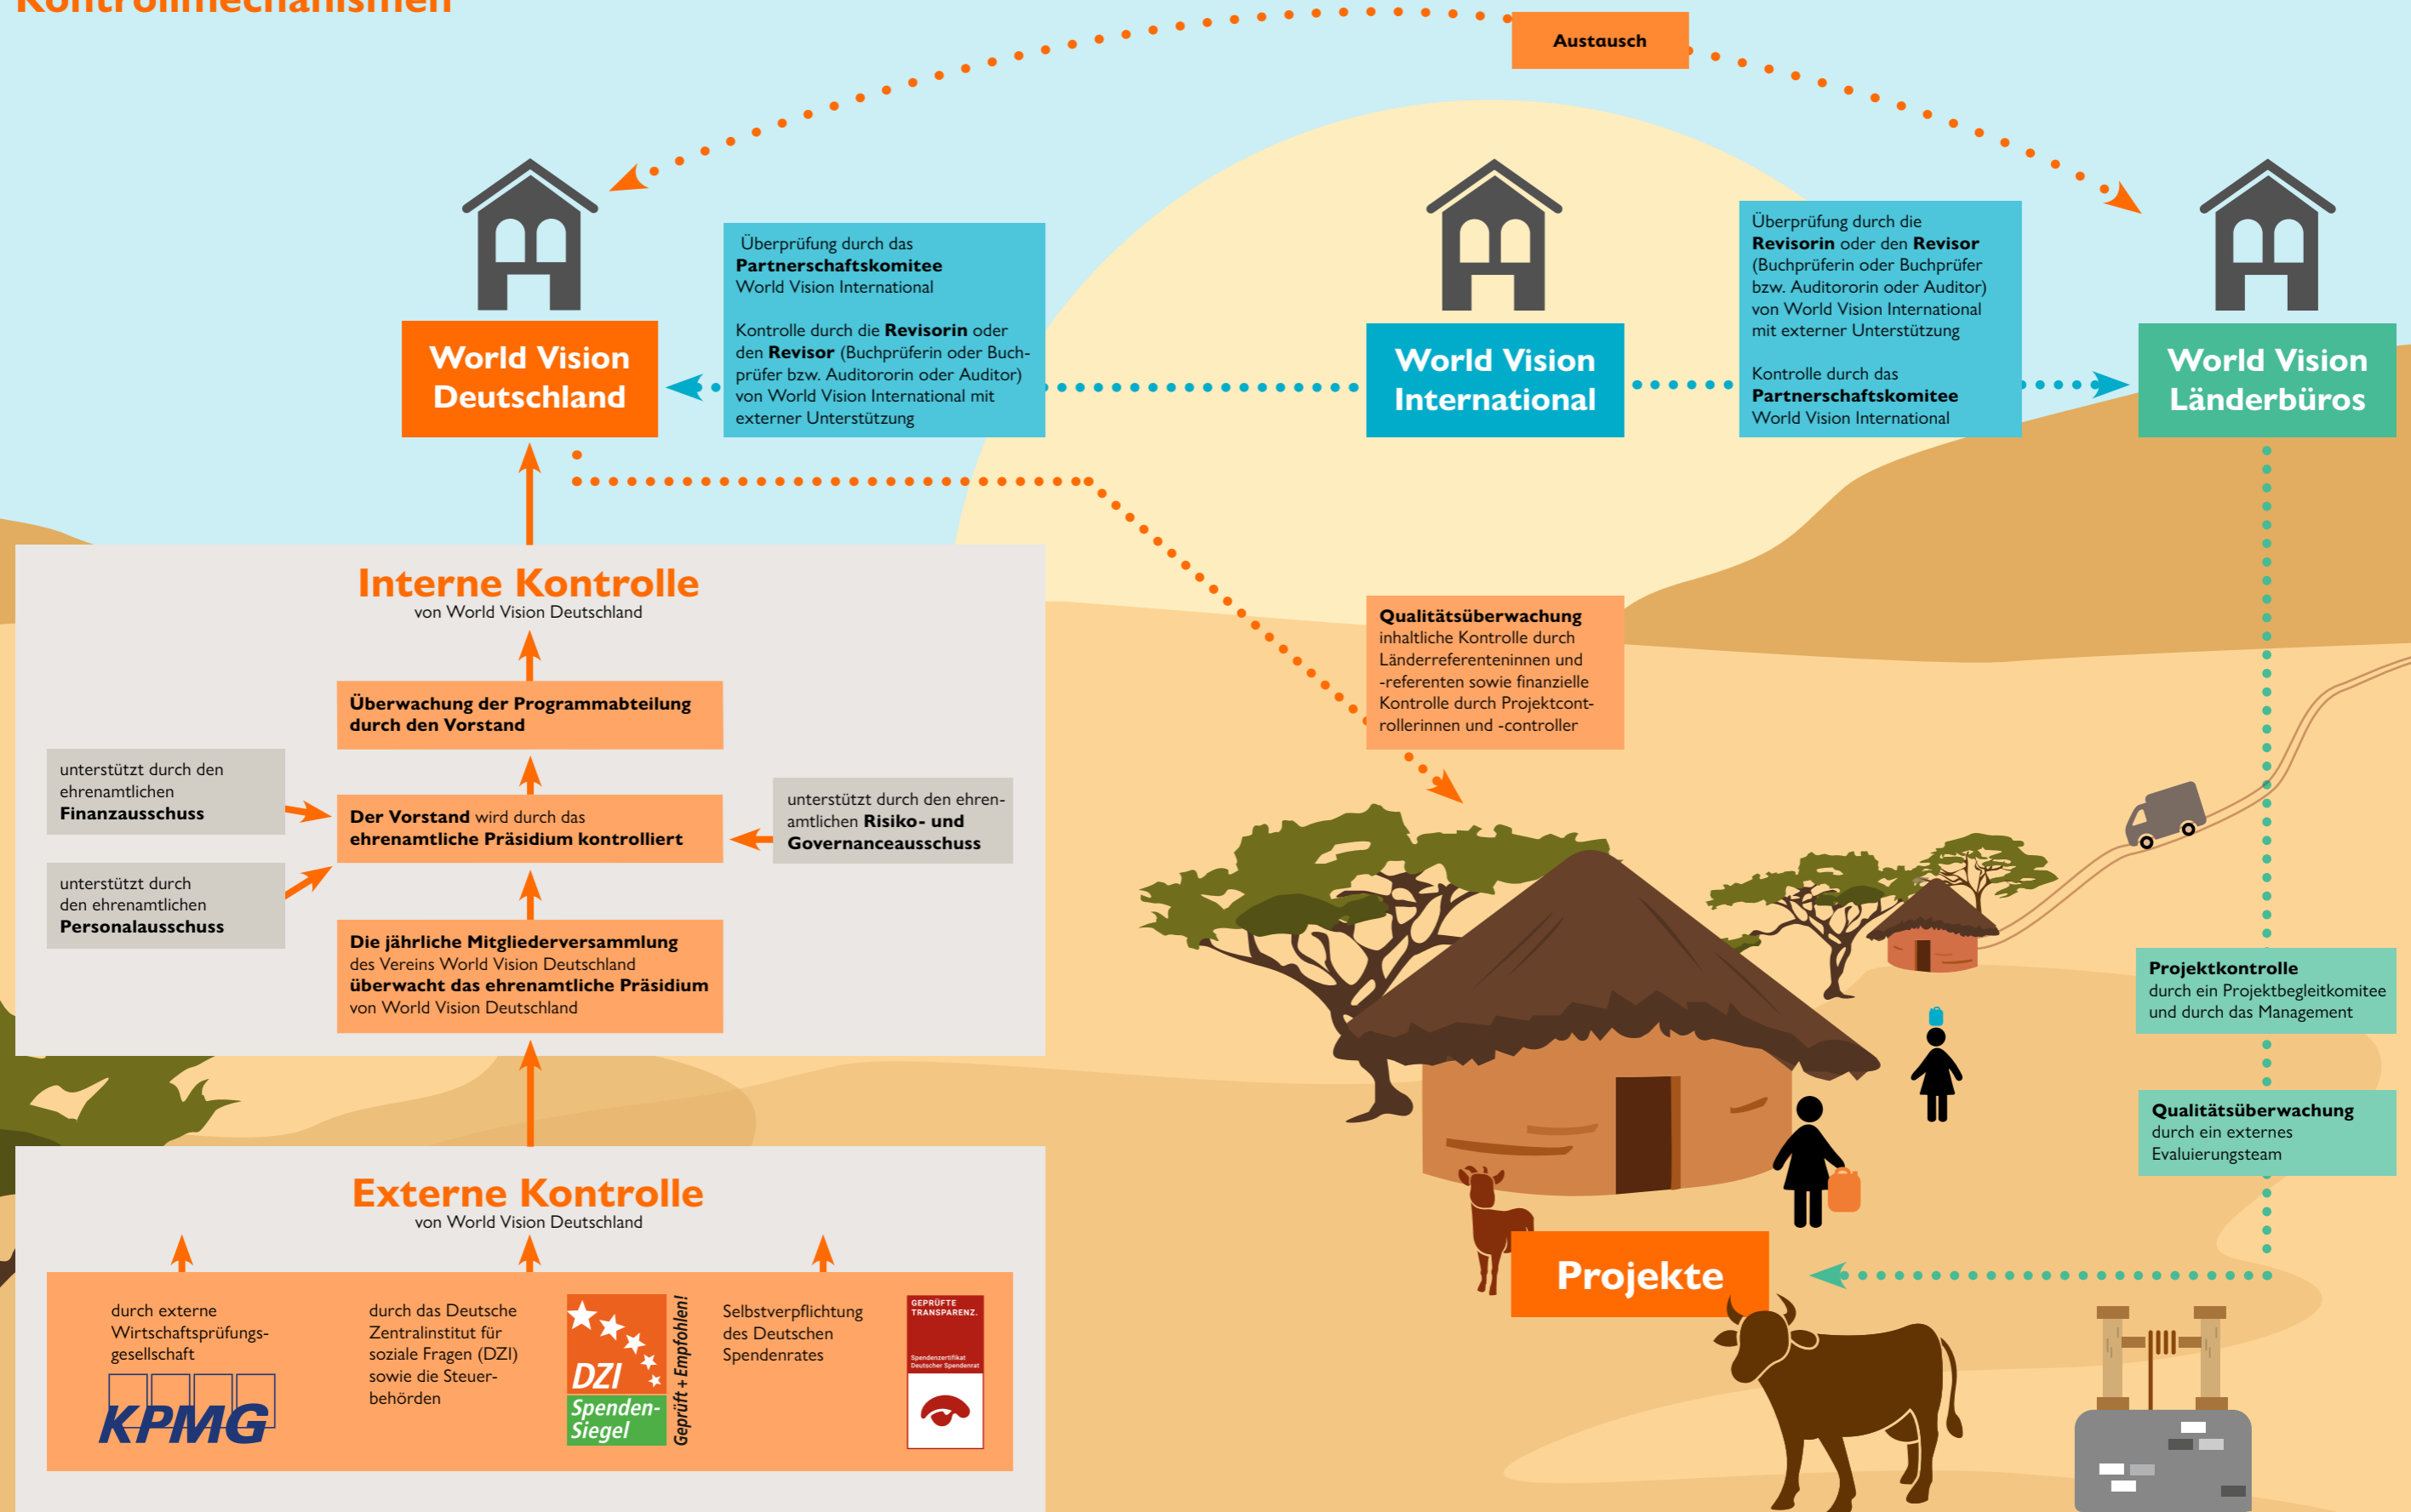 Kontrollmechanismen
Austausch
World Vision
Deutschland
Überprüfung durch das
Partnerschaftskomitee
World Vision International
Kontrolle durch die Revisorin oder
den Revisor (Buchprüferin oder Buch-
prüfer bzw. Auditororin oder Auditor)
von World Vision International mit
externer Unterstützung
World Vision
International
Überprüfung durch die
Revisorin oder den Revisor
(Buchprüferin oder Buchprüfer
bzw. Auditororin oder Auditor)
von World Vision International
mit externer Unterstützung
Kontrolle durch das
Partnerschaftskomitee
World Vision International
World Vision
Länderbüros
Interne Kontrolle
von World Vision Deutschland
Überwachung der Programmabteilung
durch den Vorstand
unterstützt durch den
ehrenamtlichen
Finanzausschuss
Der Vorstand wird durch das
ehrenamtliche Präsidium kontrolliert
unterstützt durch den ehren-
amtlichen Risiko- und
Governanceausschuss
unterstützt durch
den ehrenamtlichen
Personalausschuss
Die jährliche Mitgliederversammlung
des Vereins World Vision Deutschland
überwacht das ehrenamtliche Präsidium
von World Vision Deutschland
Qualitätsüberwachung
inhaltliche Kontrolle durch
Länderreferenteninnen und
-referenten sowie finanzielle
Kontrolle durch Projektcont-
rollerinnen und -controller
Projektkontrolle
durch ein Projektbegleitkomitee
und durch das Management
Qualitätsüberwachung
durch ein externes
Evaluierungsteam
Projekte
Externe Kontrolle
von World Vision Deutschland
durch externe
Wirtschaftsprüfungs-
gesellschaft
KPMG
durch das Deutsche
Zentralinstitut für
soziale Fragen (DZI)
sowie die Steuer-
behörden
DZI
Spenden-
Siegel
Geprüft + Empfohlen!
Selbstverpflichtung
des Deutschen
Spendenrates
GEPRÜFTE
TRANSPARENZ.
Spendenzertifikat
Deutscher Spendenrat